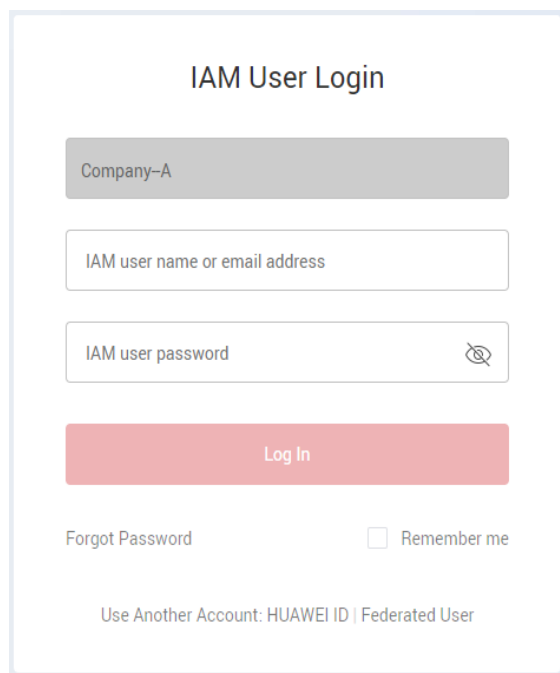 IAM User Login
Company–A
IAM user name or email address
IAM user password
Log In
Forgot Password Remember me
Use Another Account: HUAWEI ID | Federated User